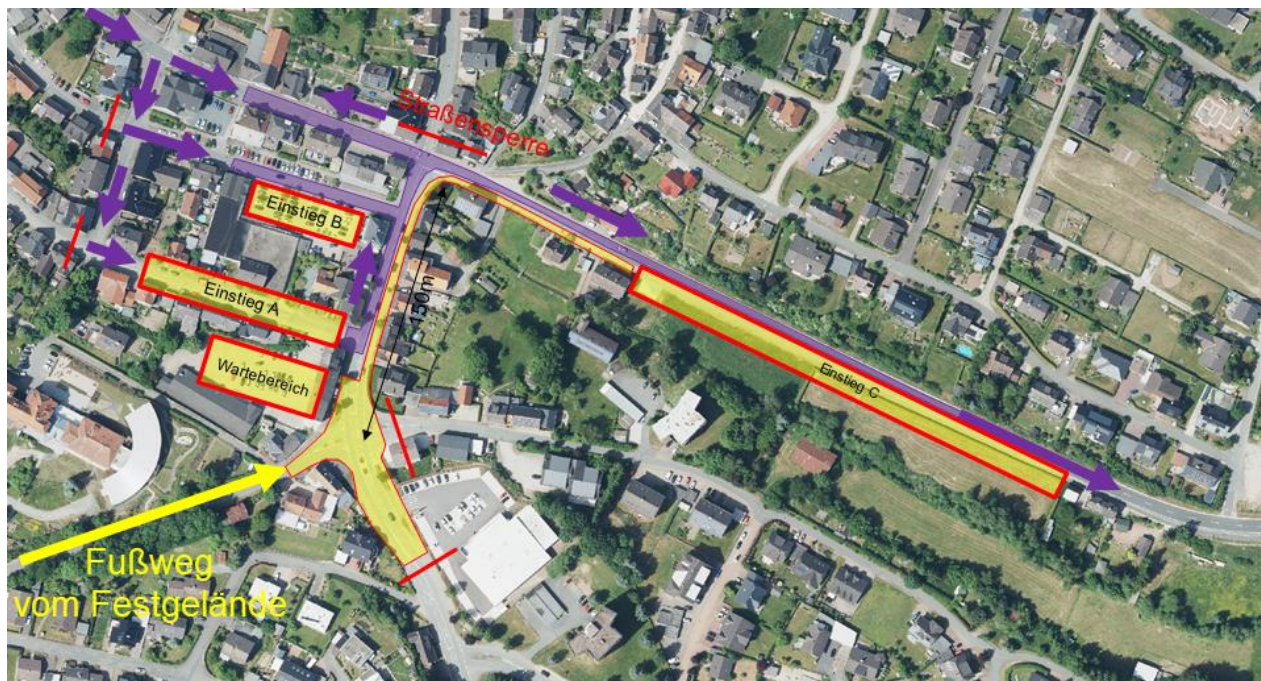 Straßensperre
Einstieg B
Einstieg A
Wartebereich
150m
Einstieg C
Fußweg
vom Festgelände